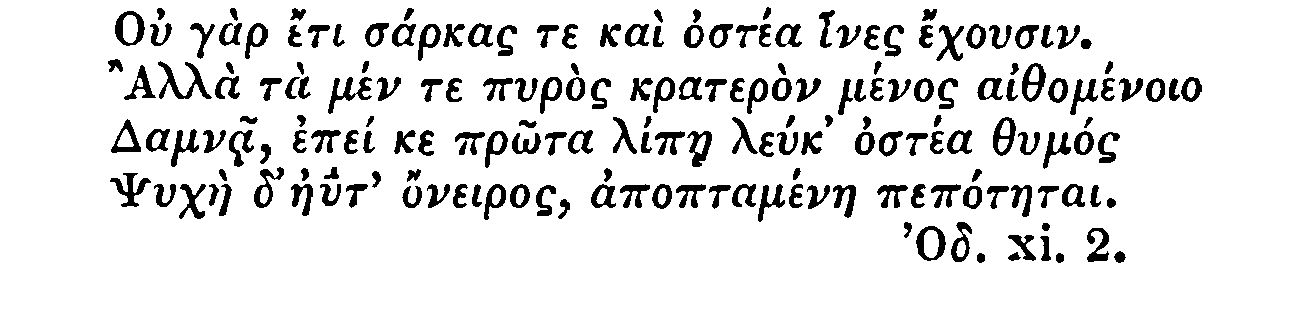 Οὐ γὰρ ἔτι σάρκας τε καὶ ὀστέα ἶνες ἔχουσιν.
Ἀλλὰ τὰ μέν τε πυρὸς κρατερὸν μένος αἰθομένοιο
Δαμνᾷ, ἐπεί κε πρῶτα λίπῃ λεύκ’ ὀστέα θυμός
Ψυχὴ δ’ ἠΰτ’ ὄνειρος, ἀποπταμένη πεπότηται.
Ὀδ. xi. 2.